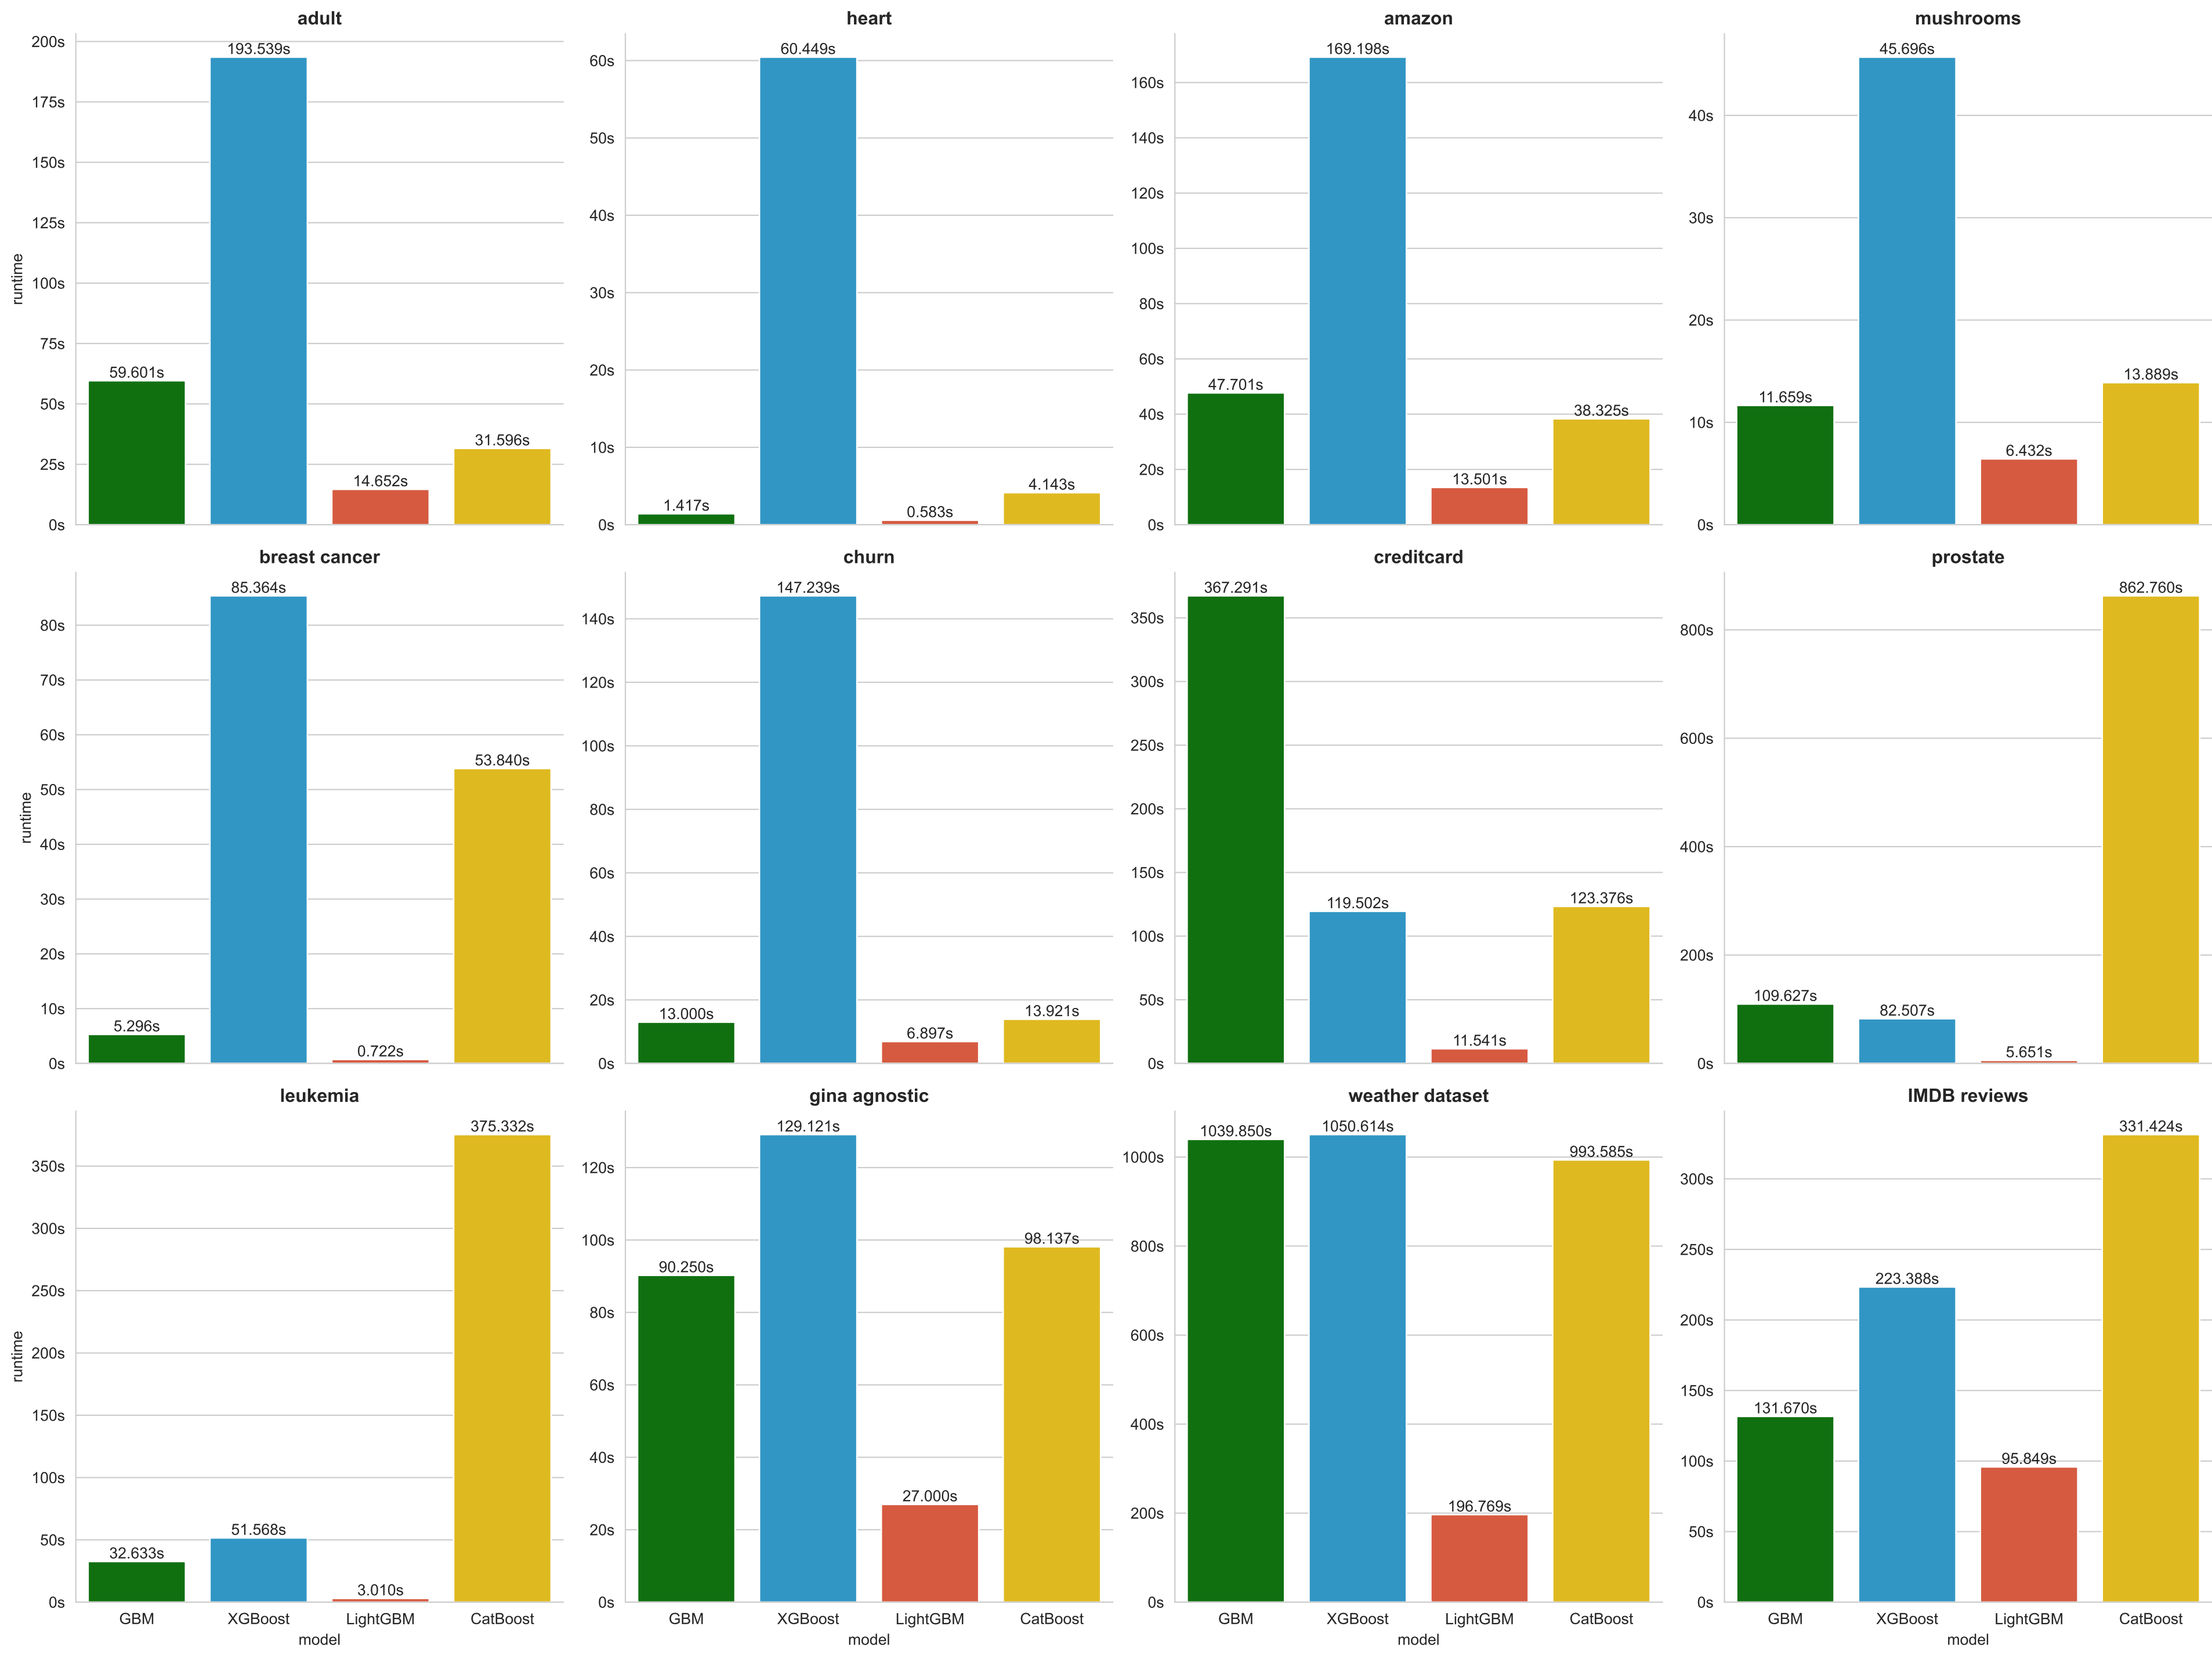 adult
200s
175s
150s
125s
100s
75s
50s
25s
0s
runtime
59.601s
193.539s
14.652s
31.596s
heart
60s
50s
40s
30s
20s
10s
0s
1.417s
60.449s
0.583s
4.143s
amazon
160s
140s
120s
100s
80s
60s
40s
20s
0s
47.701s
169.198s
13.501s
38.325s
mushrooms
40s
30s
20s
10s
0s
11.659s
45.696s
6.432s
13.889s
breast cancer
80s
70s
60s
50s
40s
30s
20s
10s
0s
runtime
5.296s
85.364s
0.722s
53.840s
churn
140s
120s
100s
80s
60s
40s
20s
0s
13.000s
147.239s
6.897s
13.921s
creditcard
350s
300s
250s
200s
150s
100s
50s
0s
367.291s
119.502s
11.541s
123.376s
prostate
800s
600s
400s
200s
0s
109.627s
82.507s
5.651s
862.760s
leukemia
350s
300s
250s
200s
150s
100s
50s
0s
runtime
32.633s
51.568s
3.010s
375.332s
GBM XGBoost LightGBM CatBoost
model
gina agnostic
120s
100s
80s
60s
40s
20s
0s
90.250s
129.121s
27.000s
98.137s
GBM XGBoost LightGBM CatBoost
model
weather dataset
1000s
800s
600s
400s
200s
0s
1039.850s
1050.614s
196.769s
993.585s
GBM XGBoost LightGBM CatBoost
model
IMDB reviews
300s
250s
200s
150s
100s
50s
0s
131.670s
223.388s
95.849s
331.424s
GBM XGBoost LightGBM CatBoost
model